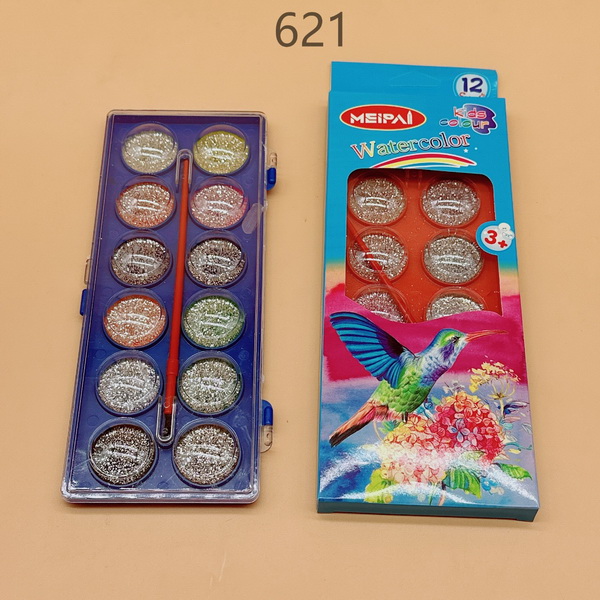 621
12
MEiPAI
kids
colour
Watercolor
3+